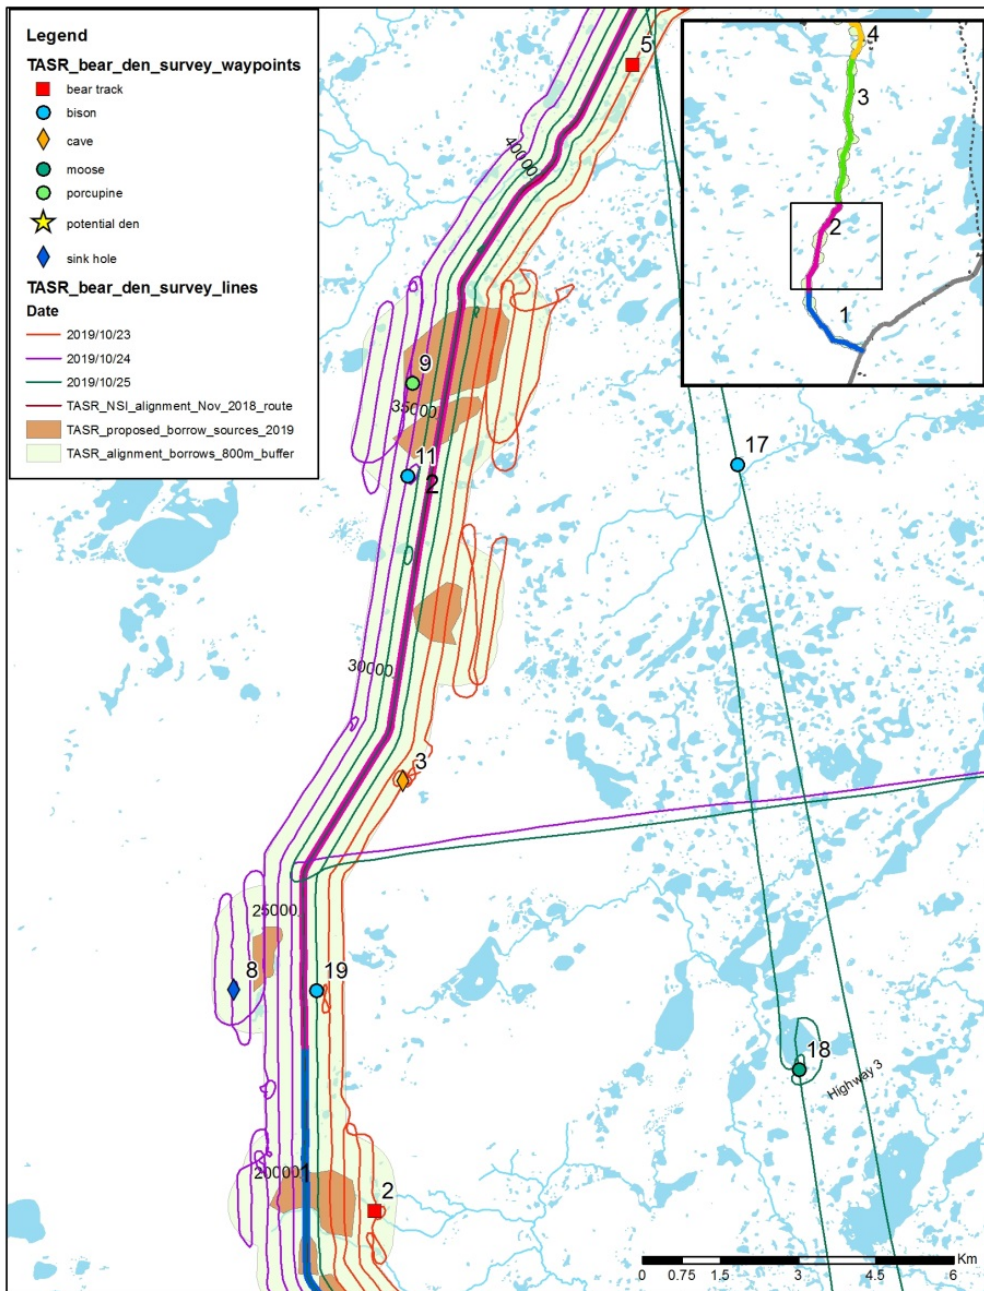 Legend
TASR_bear_den_survey_waypoints
bear track
bison
cave
moose
porcupine
potential den
sink hole
TASR_bear_den_survey_lines
Date
2019/10/23
2019/10/24
2019/10/25
TASR_NSI_alignment_Nov_2018_route
TASR_proposed_borrow_sources_2019
TASR_alignment_borrows_800m_buffer
4
3
2
1
5
40000
9
35000
11
2
17
30000
3
25000
8
19
18
Highway 3
20000
1
2
Km
0 0.75 1.5 3 4.5 6